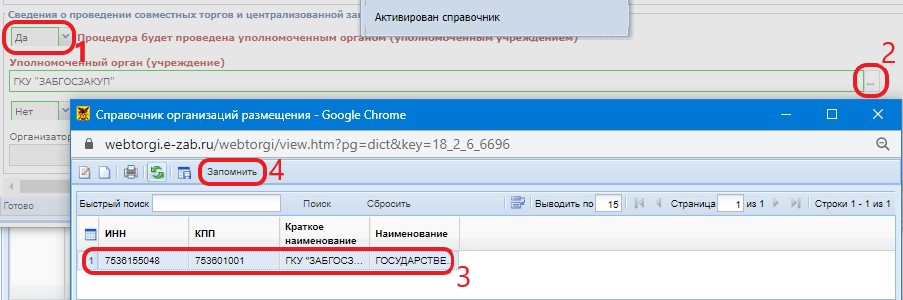 Сведения о проведении совместных торгов и централизованной
Активирован справочник
Да
1
Процедура будет проведена уполномоченным органом (уполномоченным учреждением)
Уполномоченный орган (учреждение)
2
ГКУ "ЗАБГОСЗАКУП"
...
Нет
Справочник организаций размещения - Google Chrome
Организатор
webtorgi.e-zab.ru/webtorgi/view.htm?pg=dict&key=18_2_6_6696
Запомнить
4
Готово
Быстрый поиск
Поиск
Сбросить
Выводить по 15
Страница 1 из 1
Строки 1 - 1 из 1
ИНН
КПП
Краткое наименование
Наименование
1 7536155048 753601001 ГКУ "ЗАБГОСЗ... ГОСУДАРСТВЕ...
3